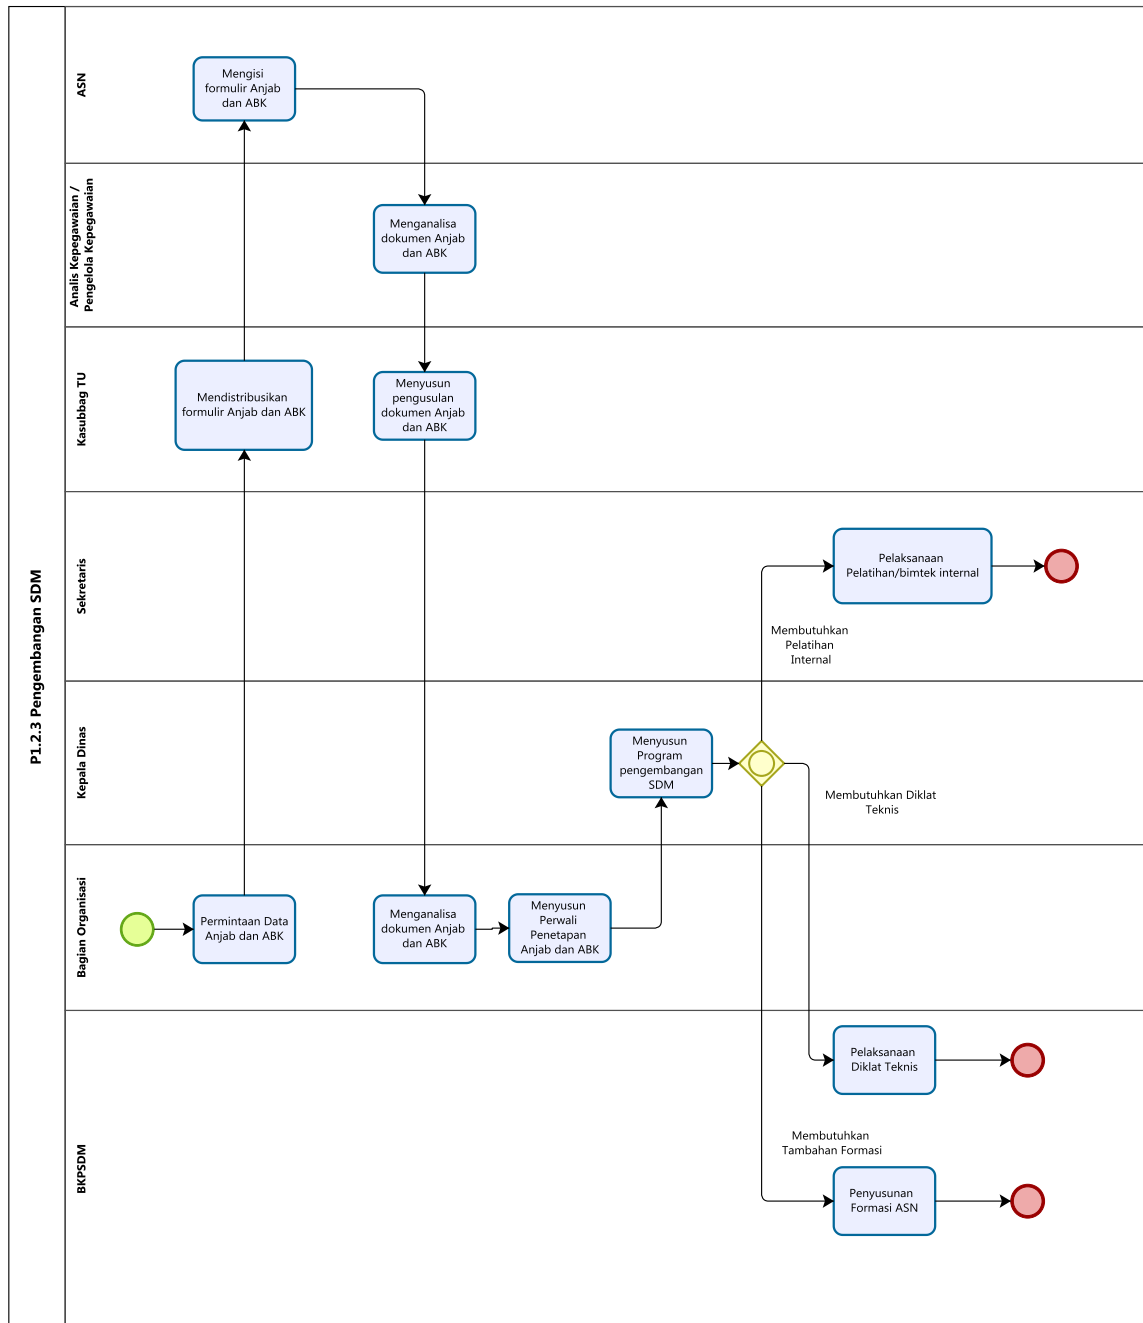 P1.2.3 Pengembangan SDM
ASN
Mengisi
formulir Anjab
dan ABK
Analis Kepegawaian /
Pengelola Kepegawaian
Menganalisa
dokumen Anjab
dan ABK
Kasubbag TU
Mendistribusikan
formulir Anjab dan ABK
Menyusun
pengusulan
dokumen Anjab
dan ABK
Sekretaris
Pelaksanaan
Pelatihan/bimtek internal
Membutuhkan
Pelatihan
Internal
Kepala Dinas
Menyusun
Program
pengembangan
SDM
Membutuhkan Diklat
Teknis
Bagian Organisasi
Permintaan Data
Anjab dan ABK
Menganalisa
dokumen Anjab
dan ABK
Menyusun
Perwali
Penetapan
Anjab dan ABK
BKPSDM
Pelaksanaan
Diklat Teknis
Membutuhkan
Tambahan Formasi
Penyusunan
Formasi ASN